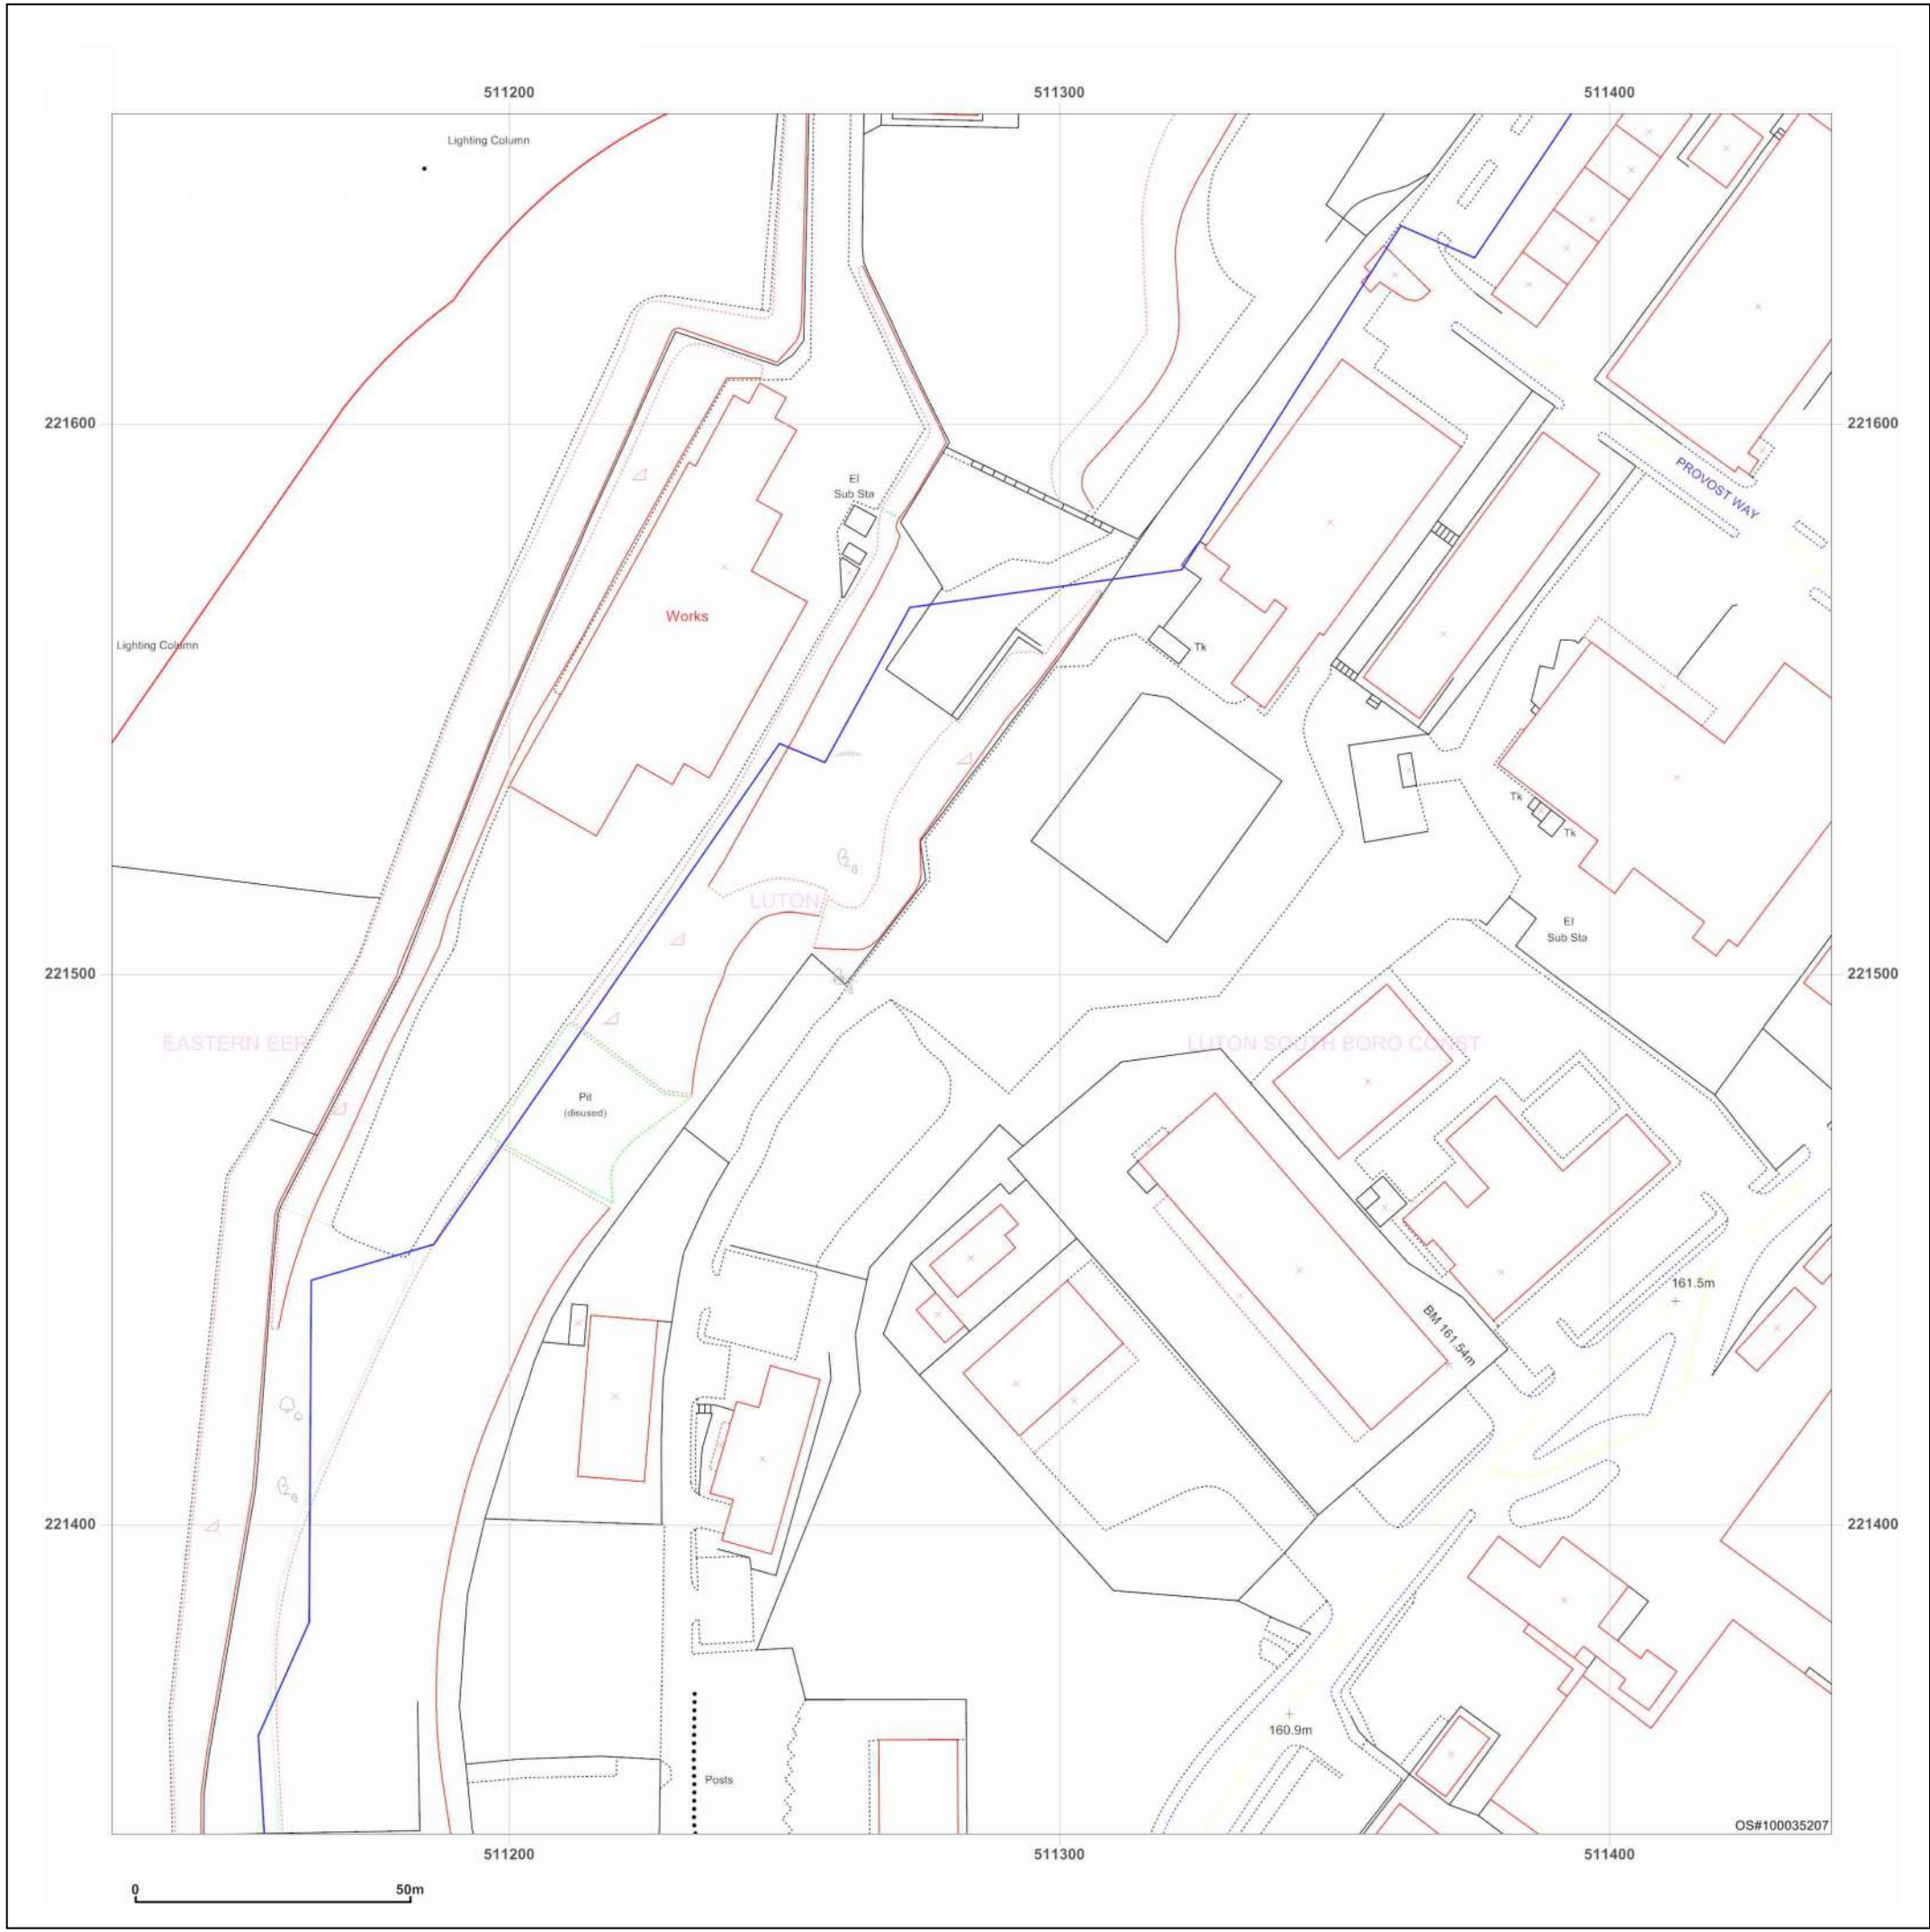 511200
511300
511400
Lighting Column
221600
221600
PROVOST WAY
El
Sub Sta
Works
Lighting Column
Tk
Tk
Tk
LUTON
El
Sub Sta
221500
221500
EASTERN EER
LUTON SOUTH BORO CONST
Pit
(disused)
161.5m
BM 161.54m
221400
221400
160.9m
Posts
OS#100035207
511200
511300
511400
0
50m